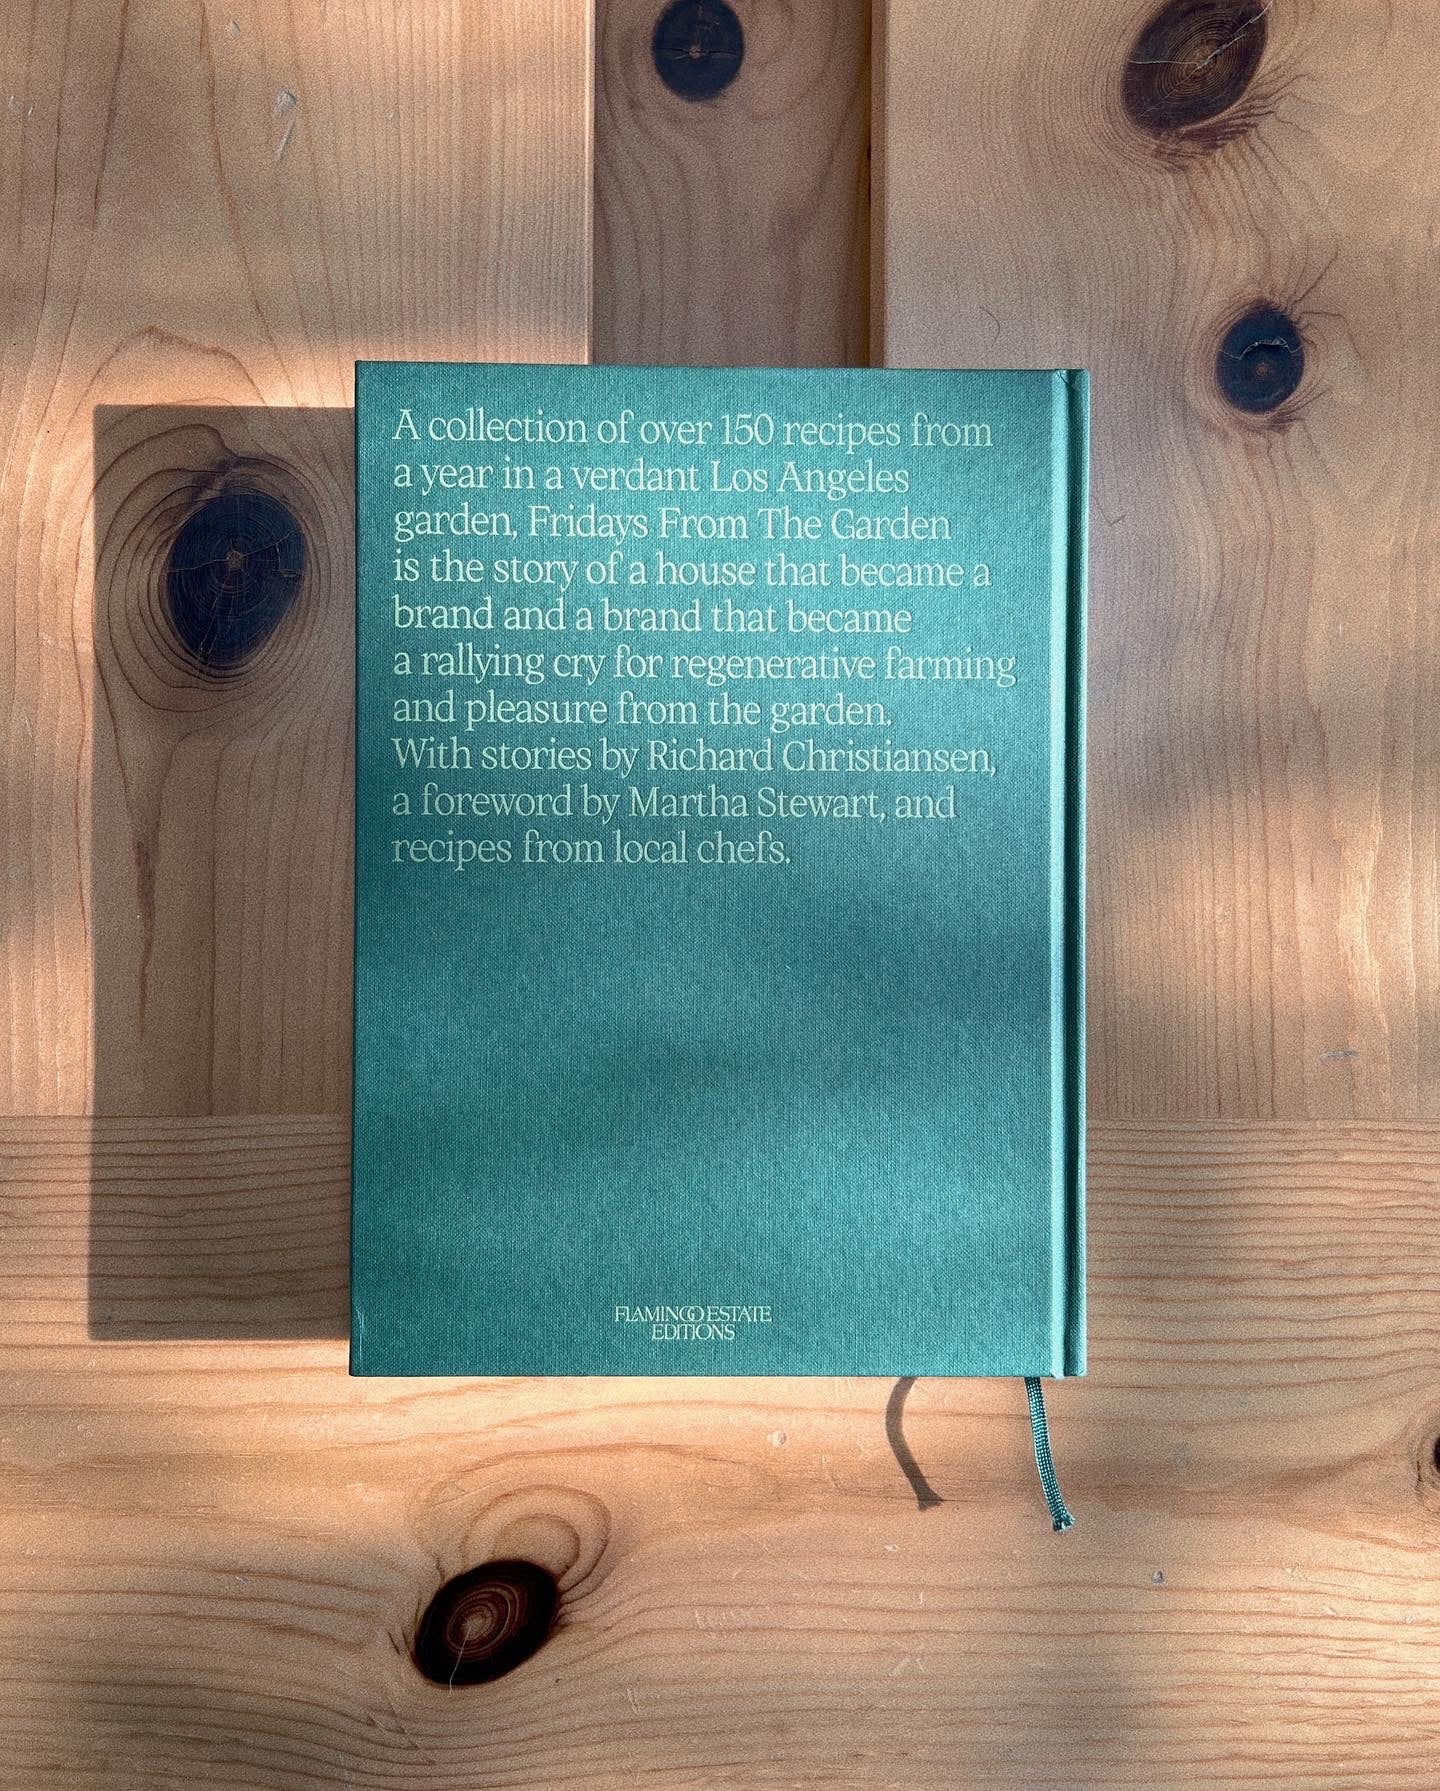 A collection of over 150 recipes from
a year in a verdant Los Angeles
garden, Fridays From The Garden
is the story of a house that became a
brand and a brand that became
a rallying cry for regenerative farming
and pleasure from the garden.
With stories by Richard Christiansen,
a foreword by Martha Stewart, and
recipes from local chefs.
FLAMINGO ESTATE
EDITIONS